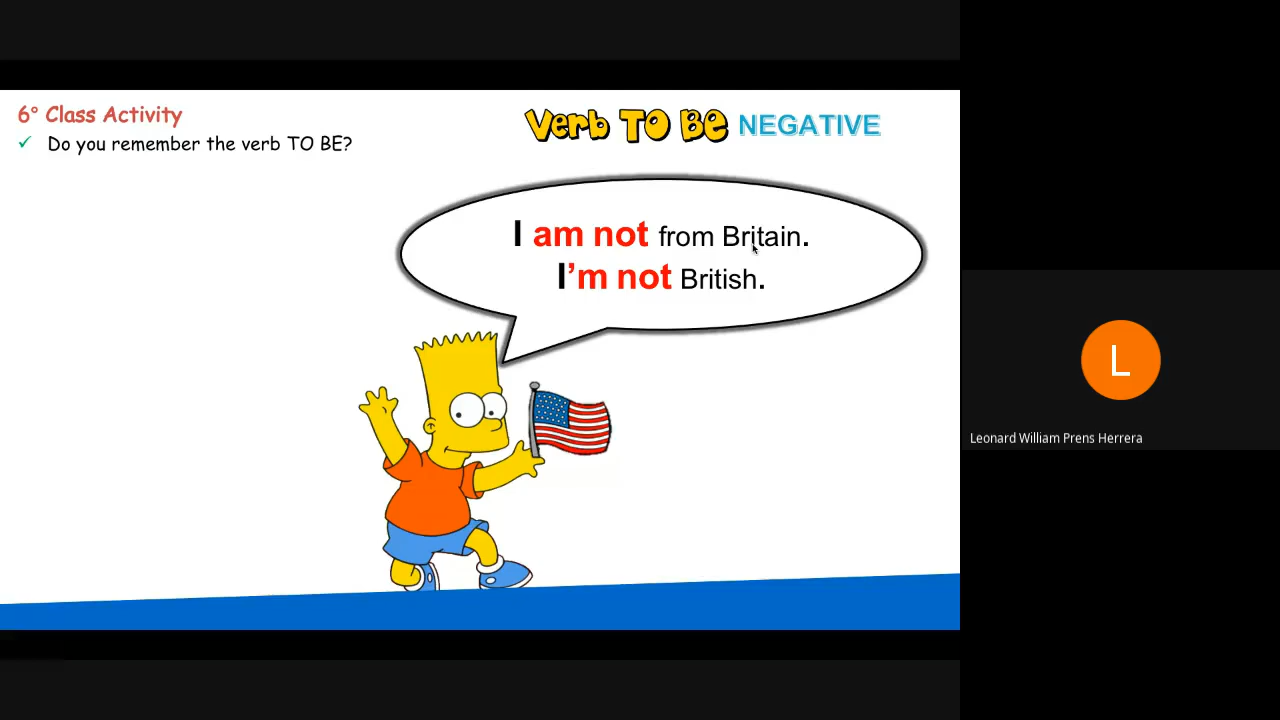 6° Class Activity
✓ Do you remember the verb TO BE?
Verb TO BE NEGATIVE
I am not from Britain.
I’m not British.
L
Leonard William Prens Herrera